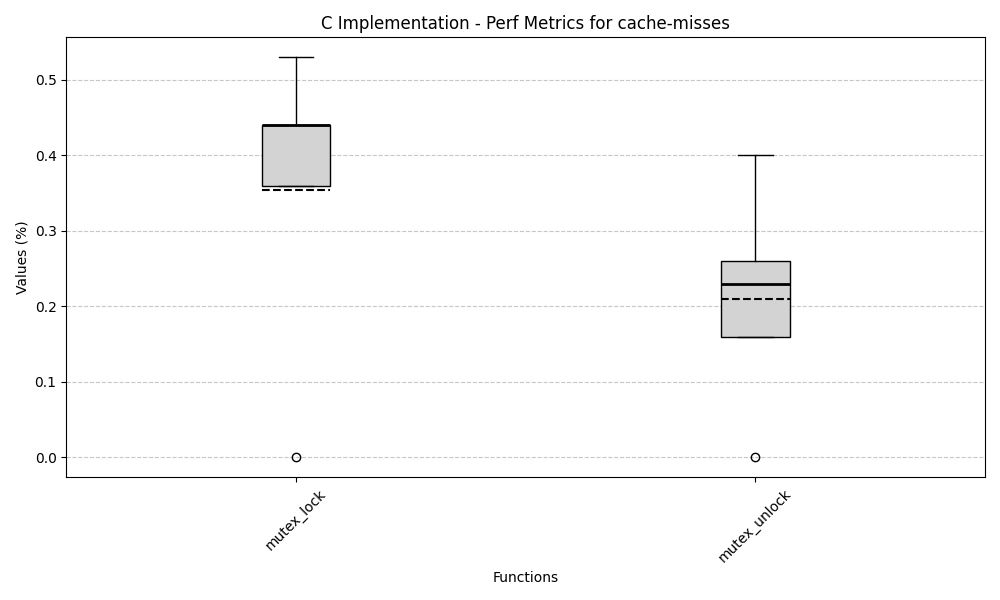 C Implementation - Perf Metrics for cache-misses
Values (%)
0.5
0.4
0.3
0.2
0.1
0.0
mutex_lock
mutex_unlock
Functions